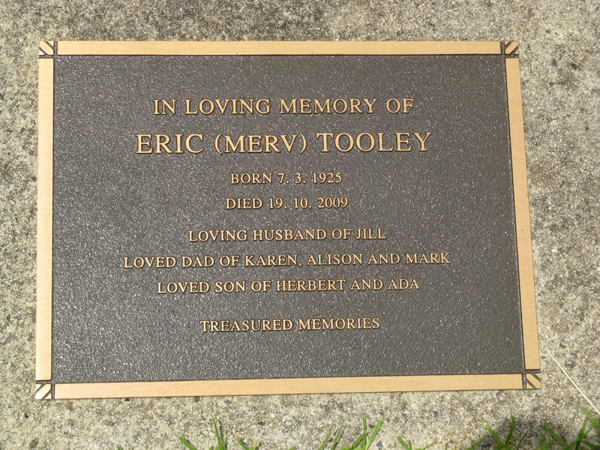 IN LOVING MEMORY OF
ERIC (MERV) TOOLEY
BORN 7. 3. 1925
DIED 19. 10. 2009
LOVING HUSBAND OF JILL
LOVED DAD OF KAREN, ALISON AND MARK
LOVED SON OF HERBERT AND ADA
TREASURED MEMORIES